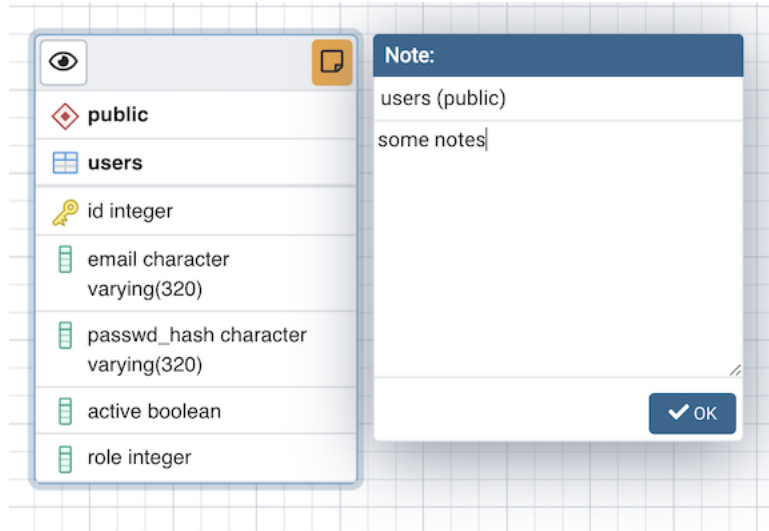 public
users
id integer
email character
varying(320)
passwd_hash character
varying(320)
active boolean
role integer
Note:
users (public)
some notes
OK